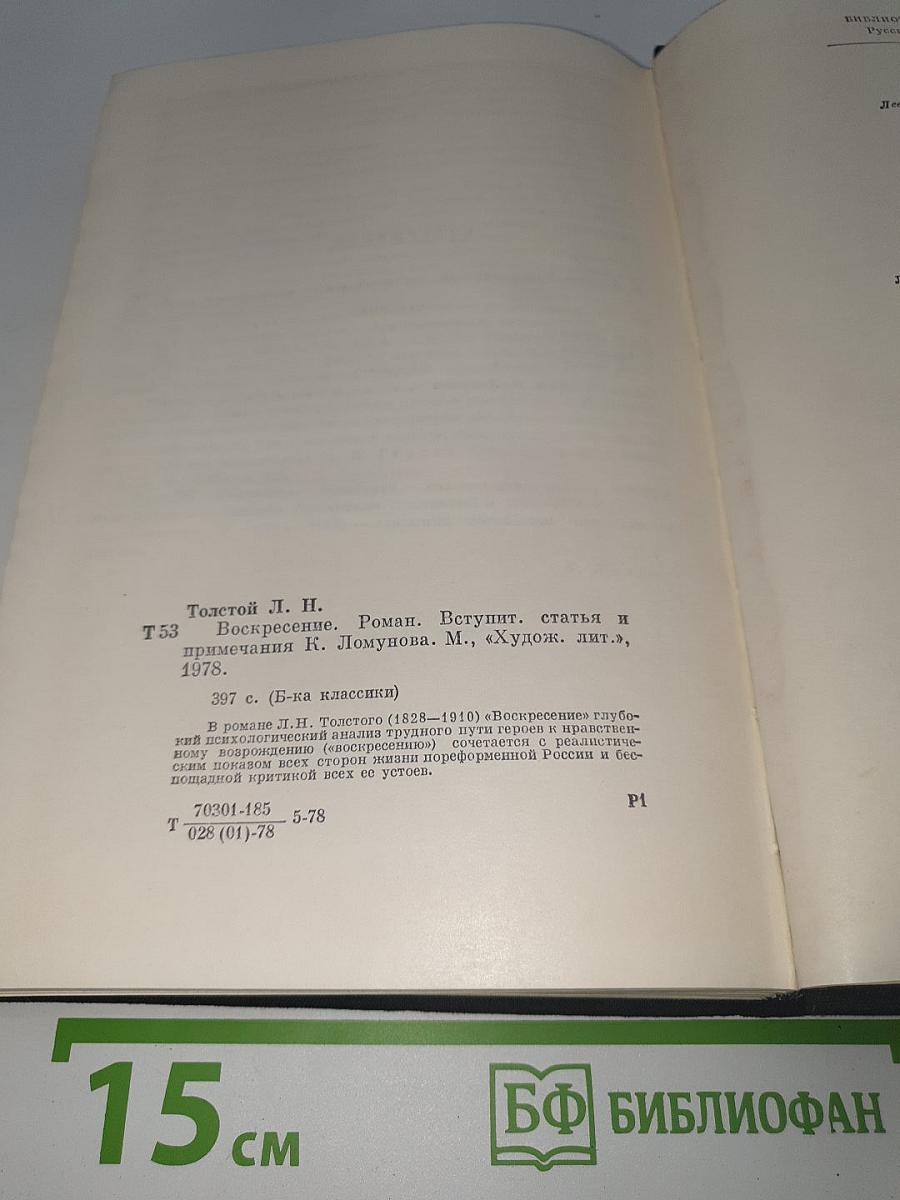 Толстой Л. Н.
Т 53 Воскресение. Роман. Вступит. статья и
примечания К. Ломунова. М., «Худож. лит.»,
1978.
397 с. (Б-ка классики)
В романе Л.Н. Толстого (1828—1910) «Воскресение» глубо-
кий психологический анализ трудного пути героев к нравствен-
ному возрождению («воскресению») сочетается с реалистиче-
ским показом всех сторон жизни пореформенной России и бес-
пощадной критикой всех ее устоев.
Т 70301-185
028 (01)-78 5-78
Р1
15 см
БФ БИБЛИОФАН